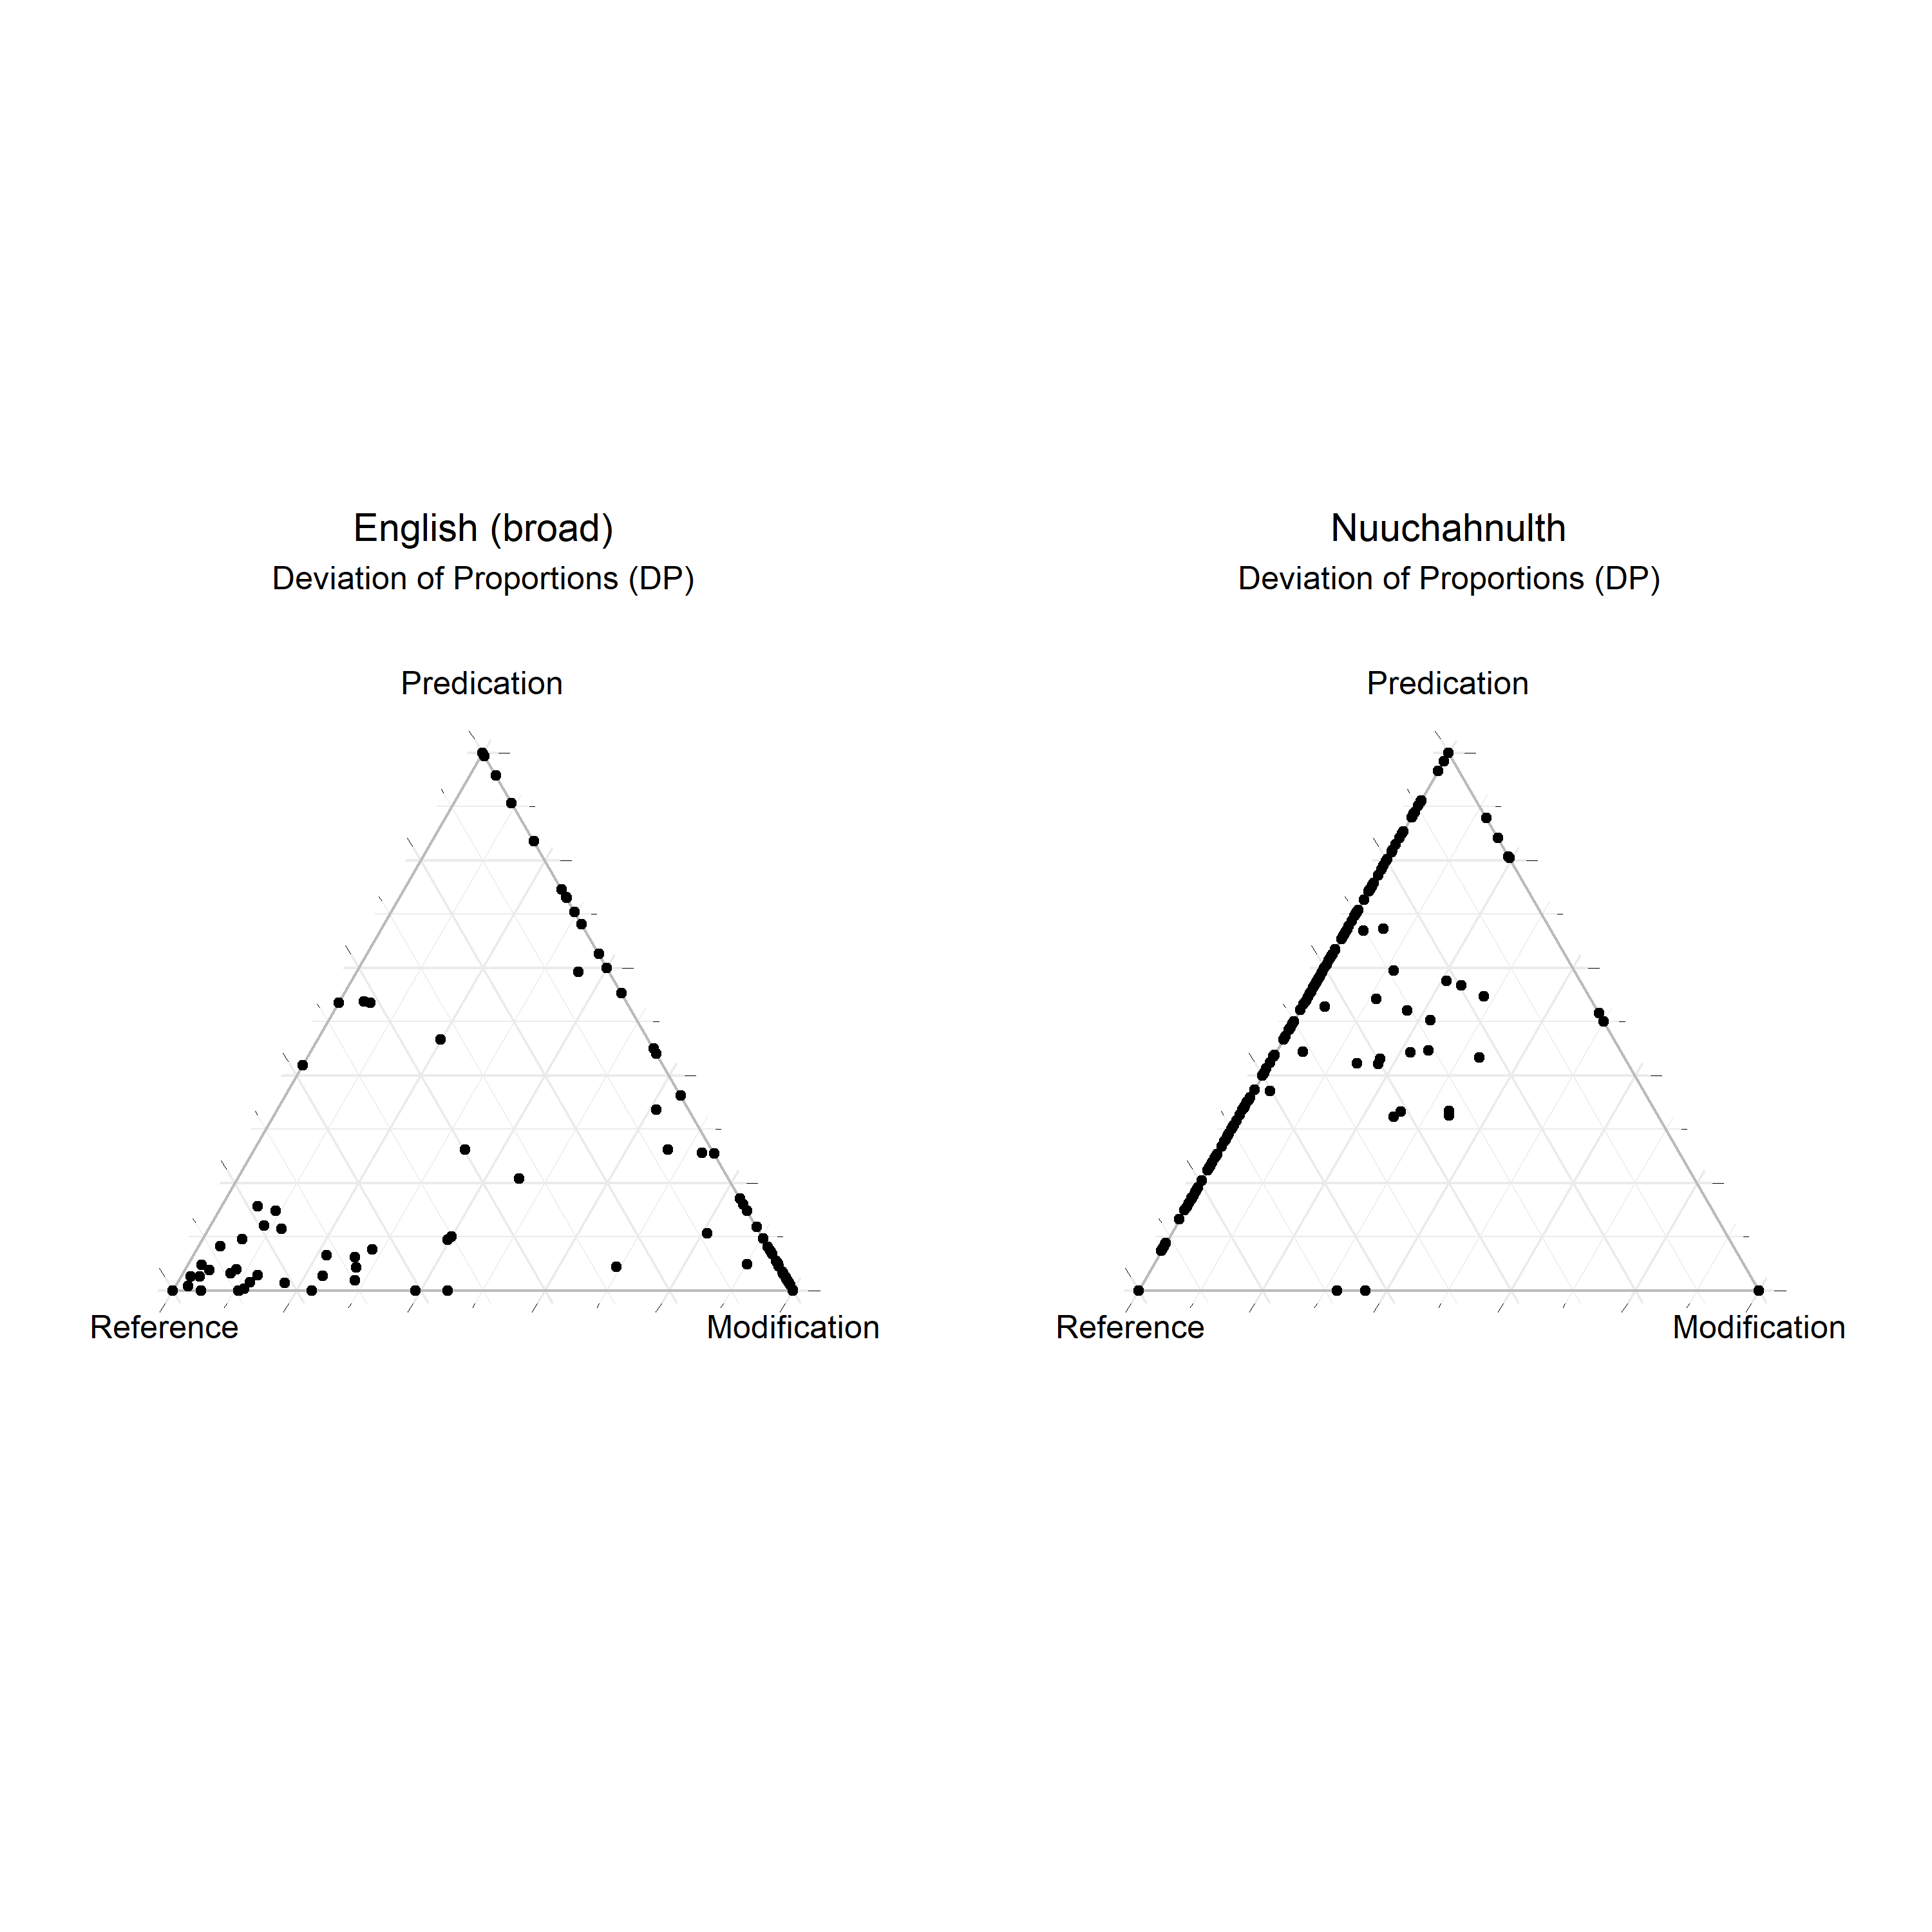 English (broad)
Deviation of Proportions (DP)
Predication
Reference
Modification
Nuuchahnulth
Deviation of Proportions (DP)
Predication
Reference
Modification